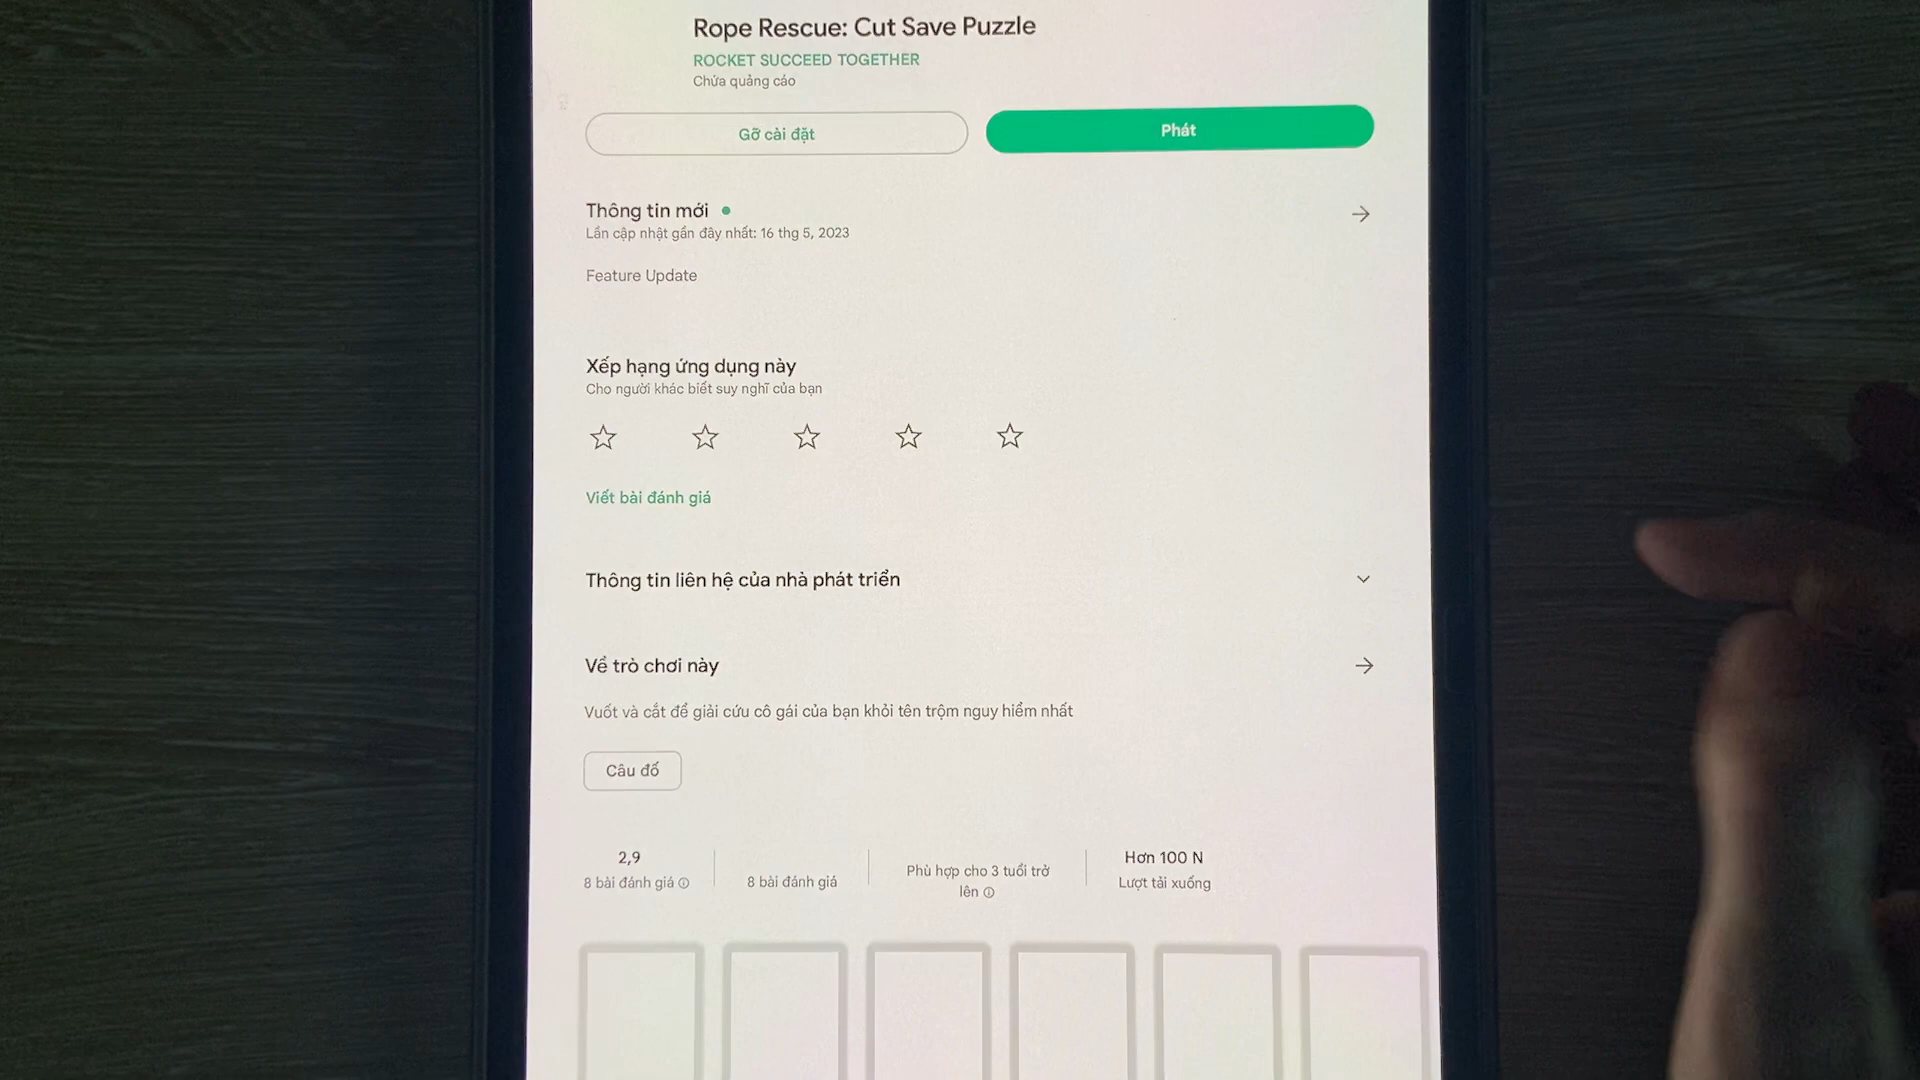 Rope Rescue: Cut Save Puzzle
ROCKET SUCCEED TOGETHER
Chứa quảng cáo
Gỡ cài đặt
Phát
Thông tin mới
Lần cập nhật gần đây nhất: 16 thg 5, 2023
Feature Update
Xếp hạng ứng dụng này
Cho người khác biết suy nghĩ của bạn
Viết bài đánh giá
Thông tin liên hệ của nhà phát triển
Về trò chơi này
Vuốt và cắt để giải cứu cô gái của bạn khỏi tên trộm nguy hiểm nhất
Câu đố
2,9
8 bài đánh giá
8 bài đánh giá
Phù hợp cho 3 tuổi trở
lên
Hơn 100 N
Lượt tải xuống